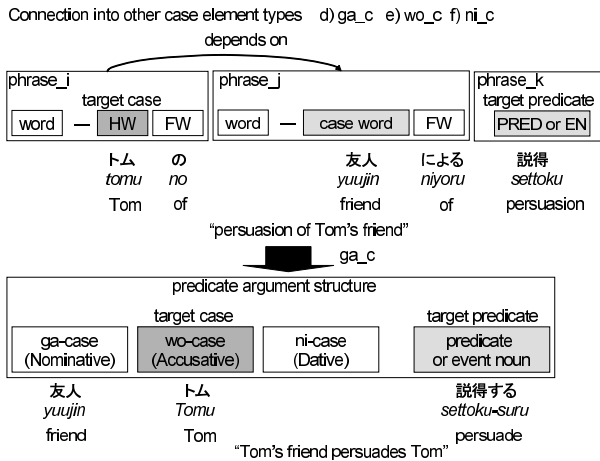 Connection into other case element types d) ga_c e) wo_c f) ni_c
depends on
phrase_i phrase_j phrase_k
target case target predicate
word — HW FW word — case word FW PRED or EN
トム の 友人 による 説得
tomu no yuujin niyoru settoku
Tom of friend of persuasion
“persuasion of Tom’s friend”
ga_c
predicate argument structure
target case target predicate
ga-case wo-case ni-case predicate
(Nominative) (Accusative) (Dative) or event noun
友人 トム 説得する
yuujin Tomu settoku-suru
friend Tom persuade
“Tom’s friend persuades Tom”